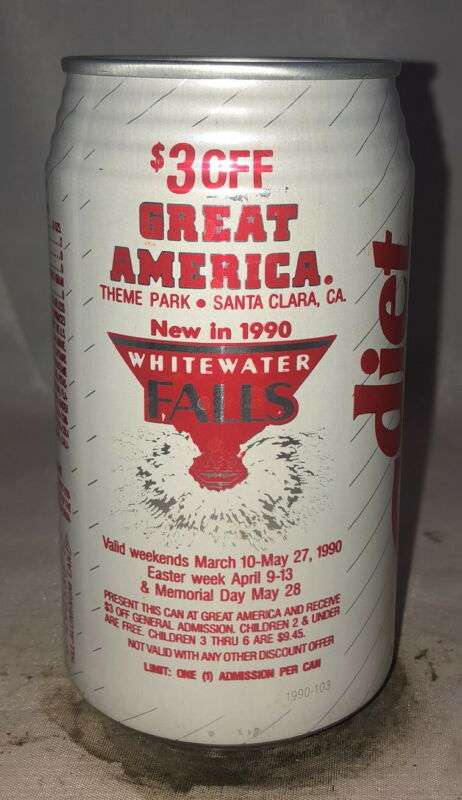 $3 OFF
GREAT
AMERICA.
THEME PARK • SANTA CLARA, CA.
New in 1990
WHITEWATER
FALLS
Valid weekends March 10-May 27, 1990
Easter week April 9-13
& Memorial Day May 28
PRESENT THIS CAN AT GREAT AMERICA AND RECEIVE
$3 OFF GENERAL ADMISSION. CHILDREN 2 & UNDER
ARE FREE. CHILDREN 3 THRU 6 ARE $9.45.
NOT VALID WITH ANY OTHER DISCOUNT OFFER
LIMIT: ONE (1) ADMISSION PER CAN
1990-103
diet